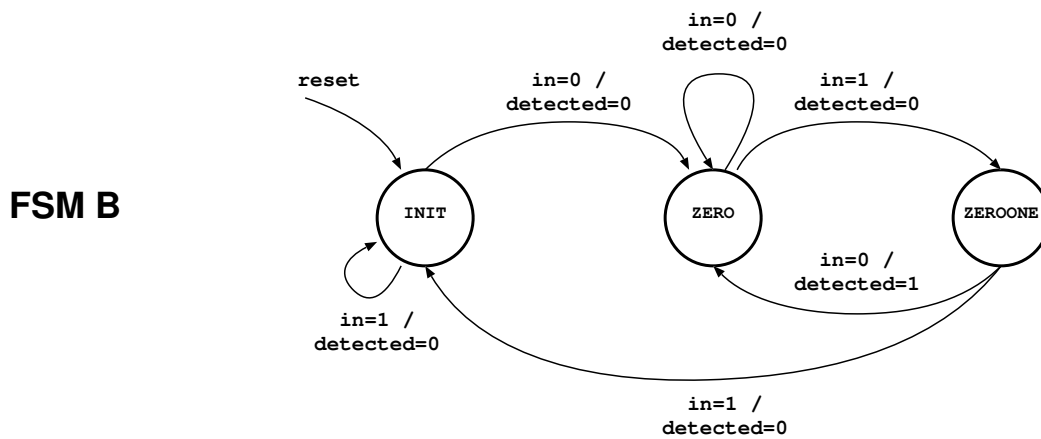 in=0 /
detected=0
reset
in=0 /
detected=0
in=1 /
detected=0
FSM B
INIT
ZERO
ZEROONE
in=0 /
detected=1
in=1 /
detected=0
in=1 /
detected=0